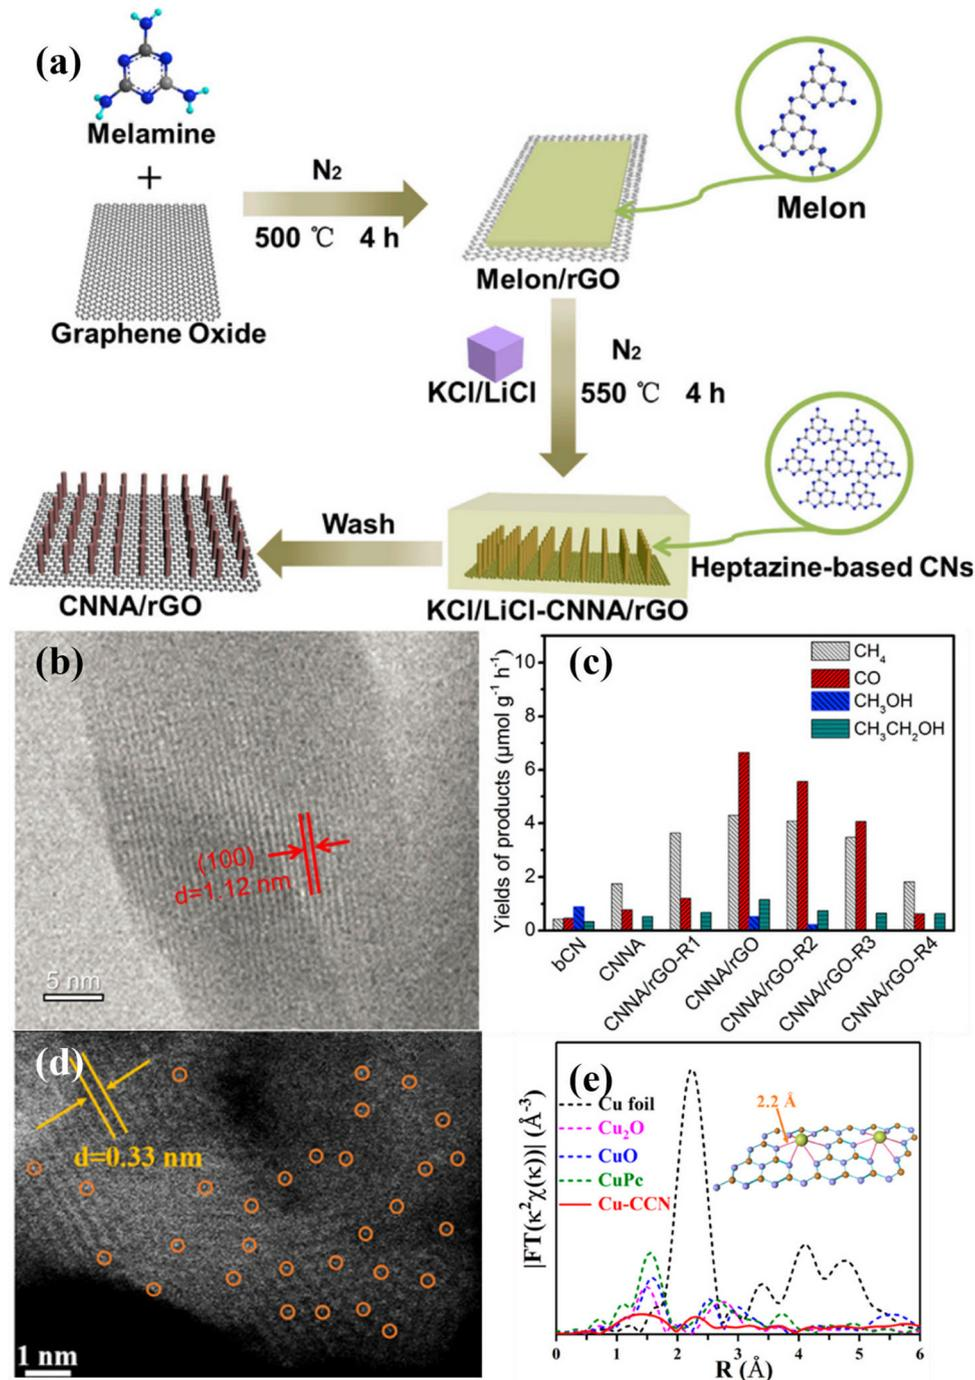 (a)
Melamine
+
Graphene Oxide
N₂
500 ℃ 4 h
Melon/rGO
Melon
KCl/LiCl
N₂
550 ℃ 4 h
Heptazine-based CNs
KCl/LiCl-CNNA/rGO
Wash
CNNA/rGO
(b)
(100)
d=1.12 nm
5 nm
(c)
Yields of products (μmol g⁻¹ h⁻¹)
10
8
6
4
2
0
CH₄
CO
CH₃OH
CH₃CH₂OH
bCN
CNNA
CNNA/rGO-R1
CNNA/rGO
CNNA/rGO-R2
CNNA/rGO-R3
CNNA/rGO-R4
(d)
d=0.33 nm
1 nm
(e)
|FT(κ²χ(κ))| (Å⁻³)
Cu foil
Cu₂O
CuO
CuPc
Cu-CCN
2.2 Å
0 1 2 3 4 5 6
R (Å)